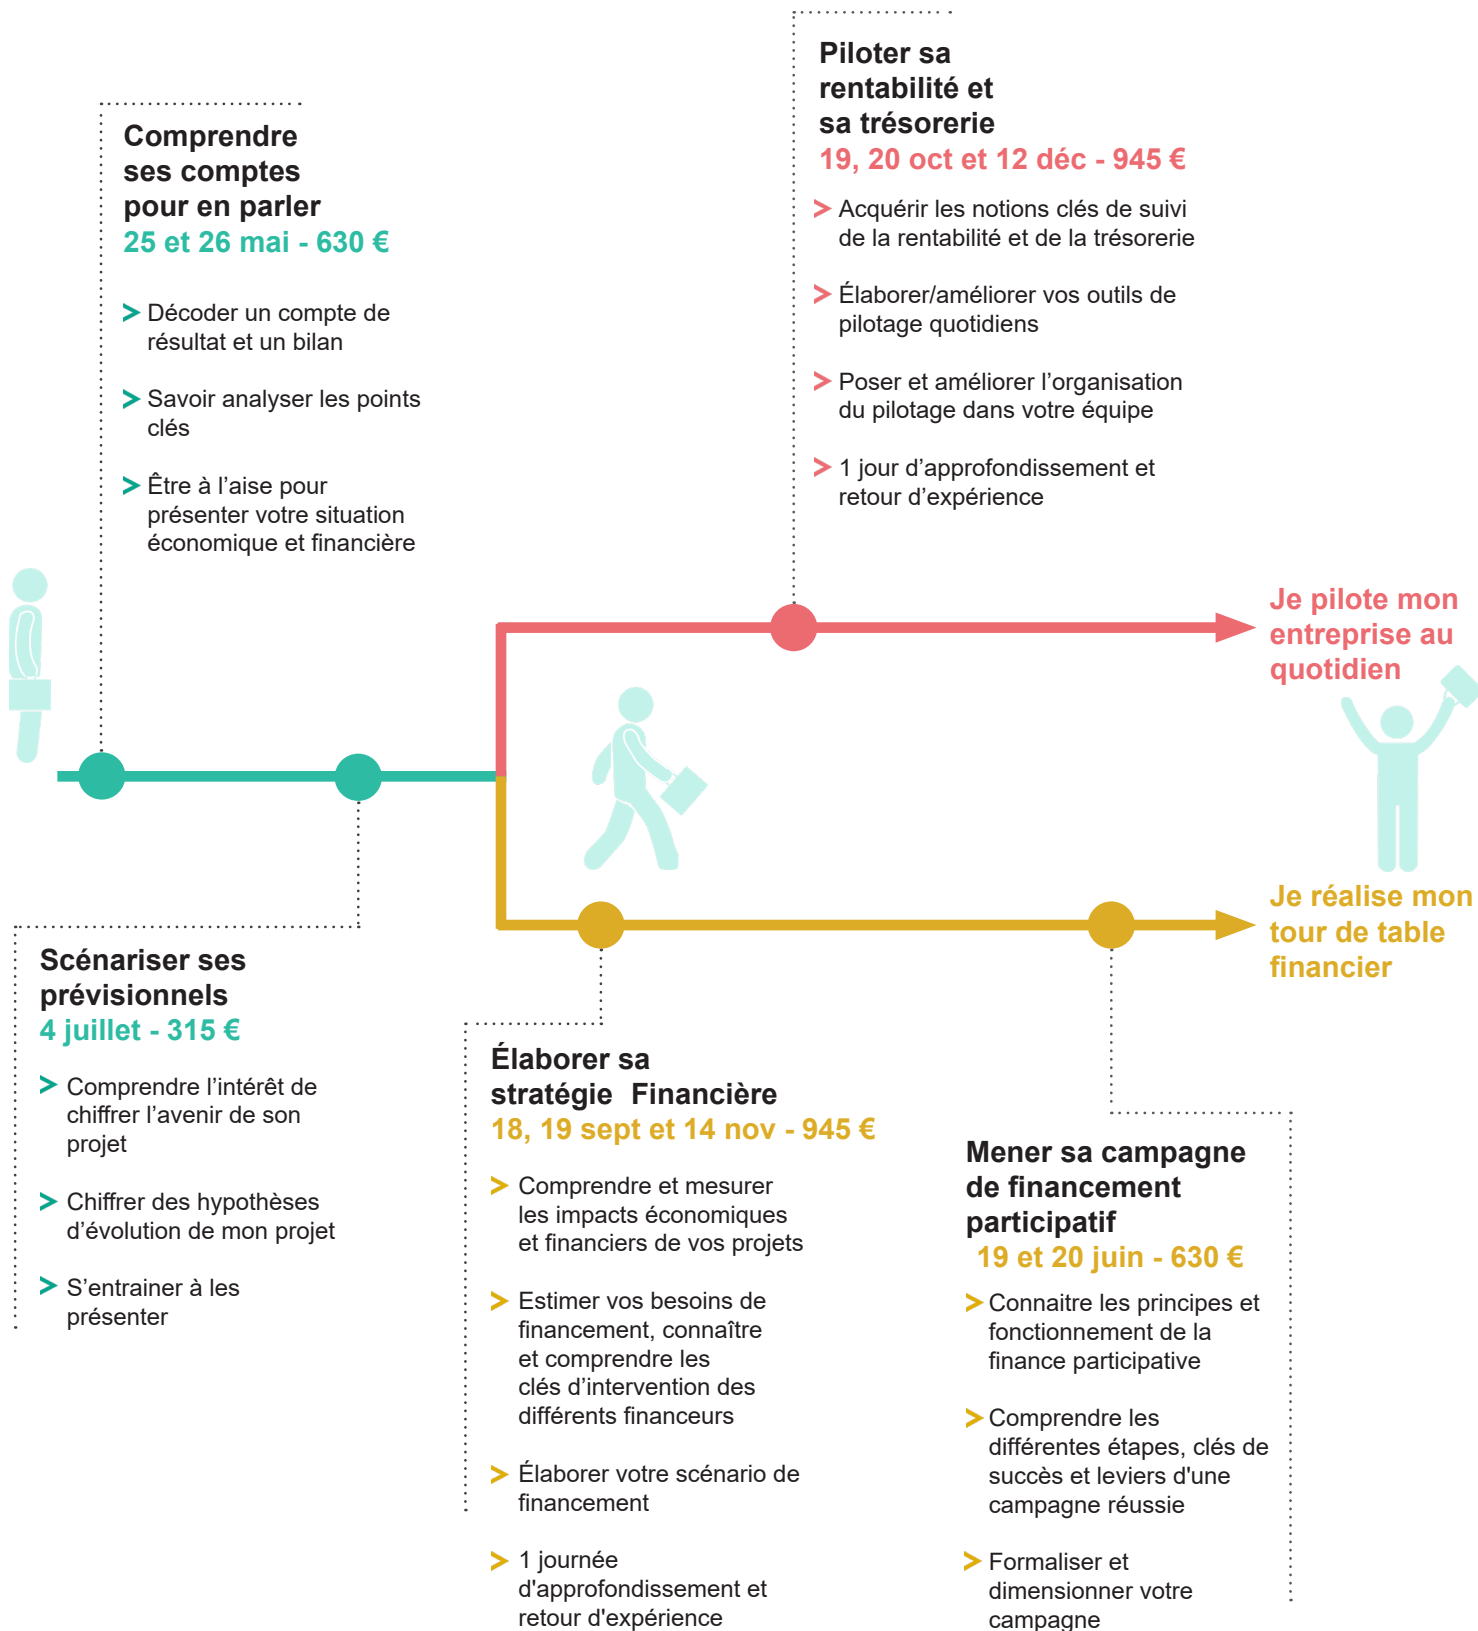 Comprendre
ses comptes
pour en parler
25 et 26 mai - 630 €
> Décoder un compte de
résultat et un bilan
> Savoir analyser les points
clés
> Être à l’aise pour
présenter votre situation
économique et financière
Piloter sa
rentabilité et
sa trésorerie
19, 20 oct et 12 déc - 945 €
> Acquérir les notions clés de suivi
de la rentabilité et de la trésorerie
> Élaborer/améliorer vos outils de
pilotage quotidiens
> Poser et améliorer l’organisation
du pilotage dans votre équipe
> 1 jour d’approfondissement et
retour d’expérience
Je pilote mon
entreprise au
quotidien
Je réalise mon
tour de table
financier
Scénariser ses
prévisionnels
4 juillet - 315 €
> Comprendre l’intérêt de
chiffrer l’avenir de son
projet
> Chiffrer des hypothèses
d’évolution de mon projet
> S’entrainer à les
présenter
Élaborer sa
stratégie Financière
18, 19 sept et 14 nov - 945 €
> Comprendre et mesurer
les impacts économiques
et financiers de vos projets
> Estimer vos besoins de
financement, connaître
et comprendre les
clés d’intervention des
différents financeurs
> Élaborer votre scénario de
financement
> 1 journée
d'approfondissement et
retour d'expérience
Mener sa campagne
de financement
participatif
19 et 20 juin - 630 €
> Connaitre les principes et
fonctionnement de la
finance participative
> Comprendre les
différentes étapes, clés de
succès et leviers d'une
campagne réussie
> Formaliser et
dimensionner votre
campagne